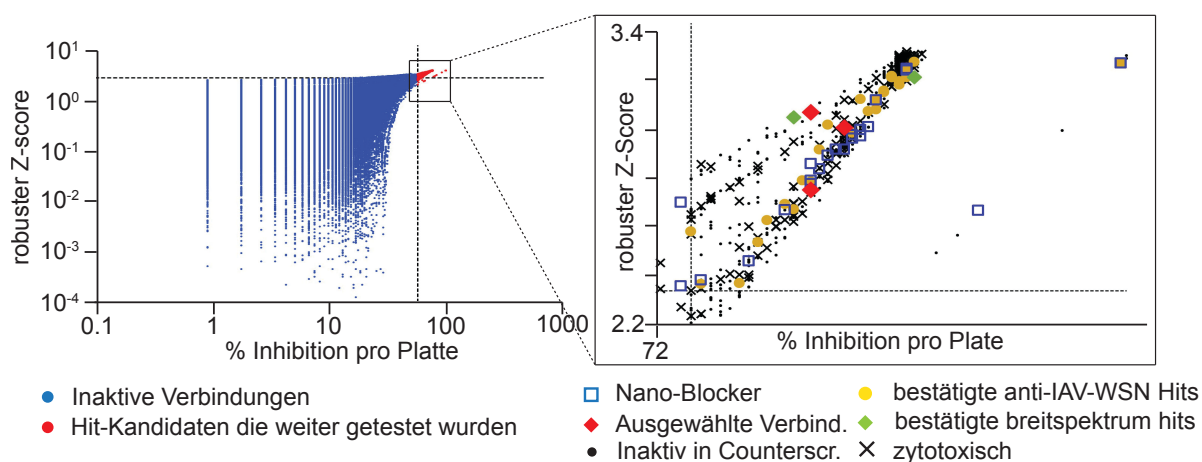 robuster Z-score
10¹
10⁰
10⁻¹
10⁻²
10⁻³
10⁻⁴
0.1 1 10 100 1000
% Inhibition pro Platte
Inaktive Verbindungen
Hit-Kandidaten die weiter getestet wurden
robuster Z-Score
3.4
2.2
72
% Inhibition pro Plate
Nano-Blocker
Ausgewählte Verbind.
Inaktiv in Counterscr.
bestätigte anti-IAV-WSN Hits
bestätigte breitspektrum hits
zytotoxisch